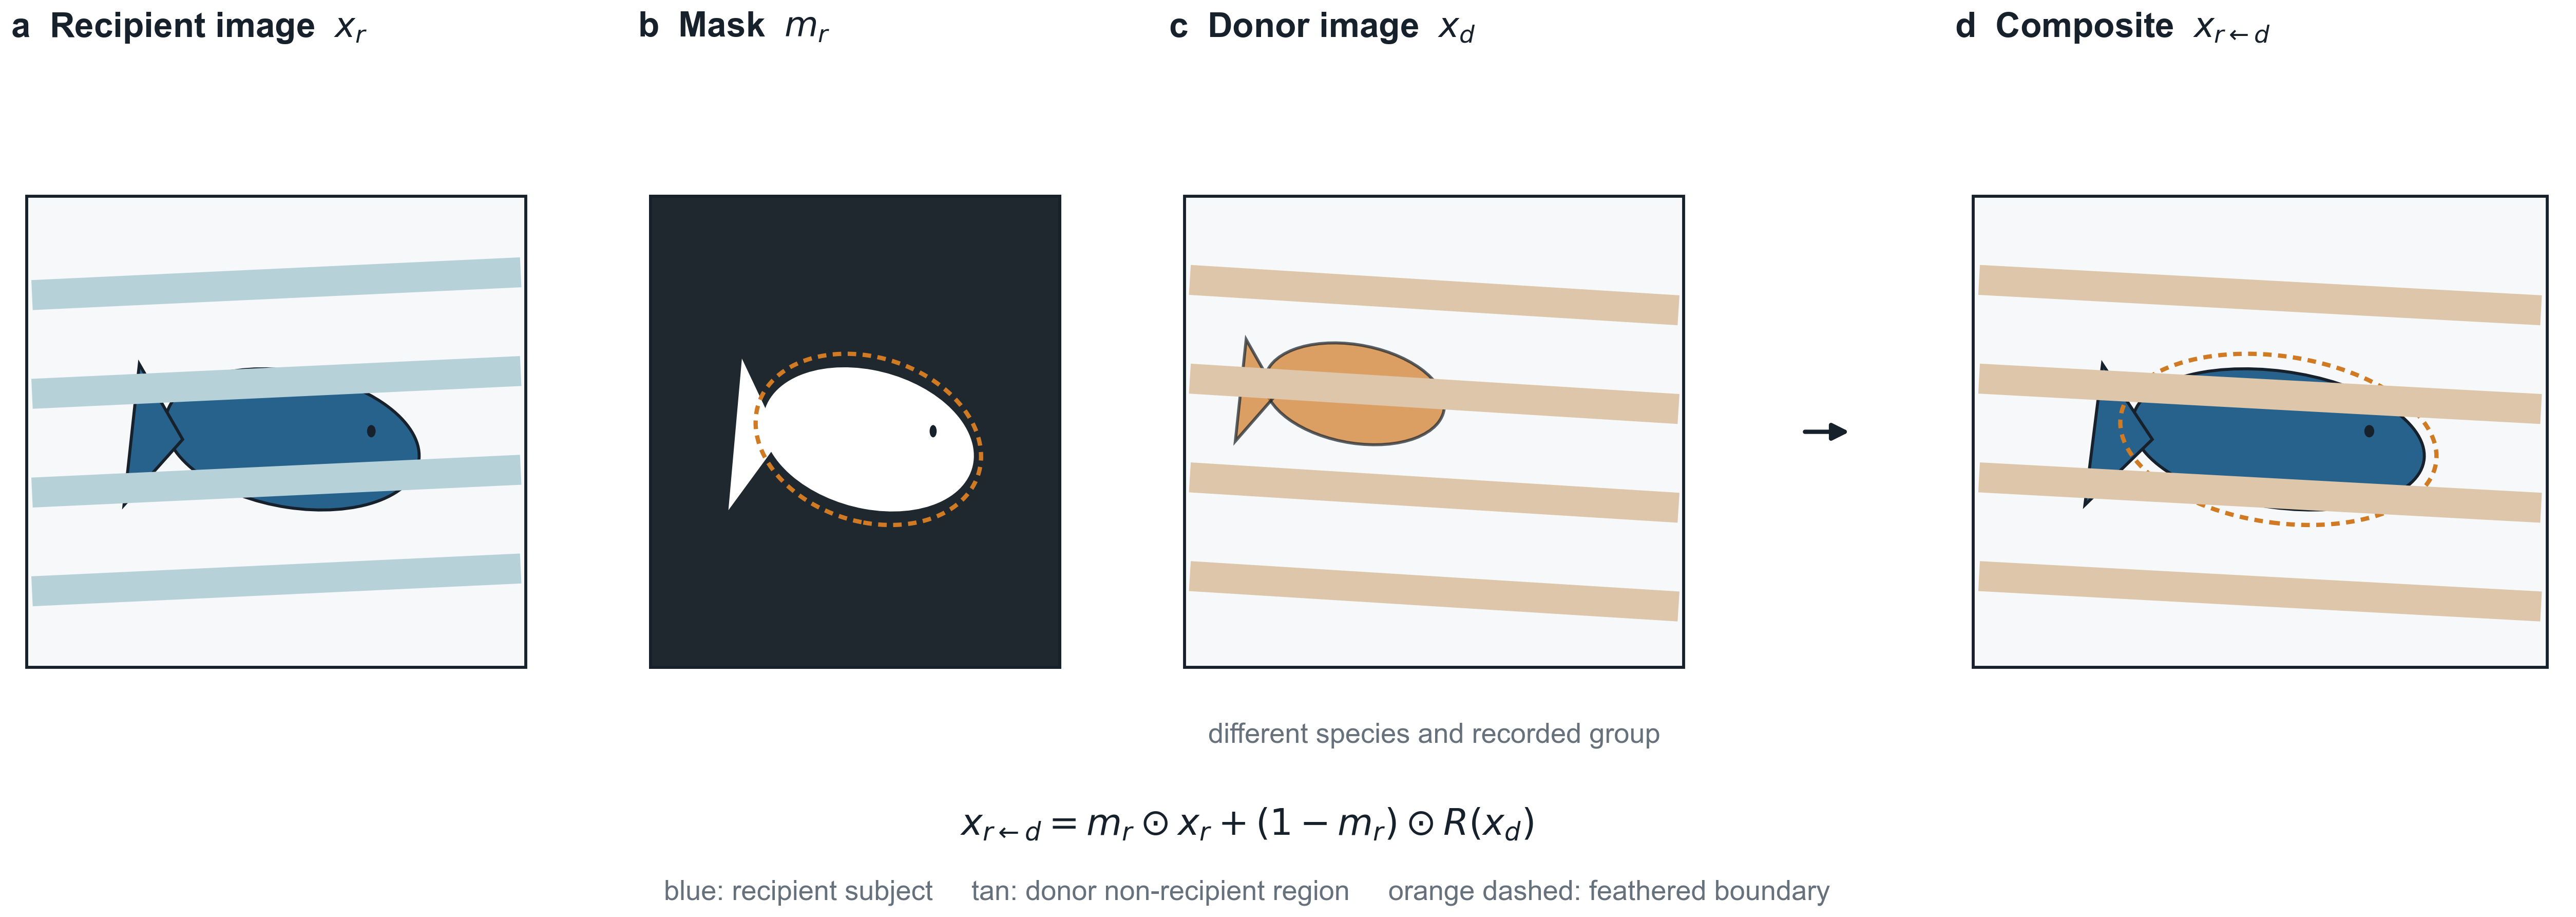 a Recipient image x_r
b Mask m_r
c Donor image x_d
d Composite x_{r←d}
different species and recorded group
x_{r←d} = m_r ⊙ x_r + (1 − m_r) ⊙ R(x_d)
blue: recipient subject tan: donor non-recipient region orange dashed: feathered boundary